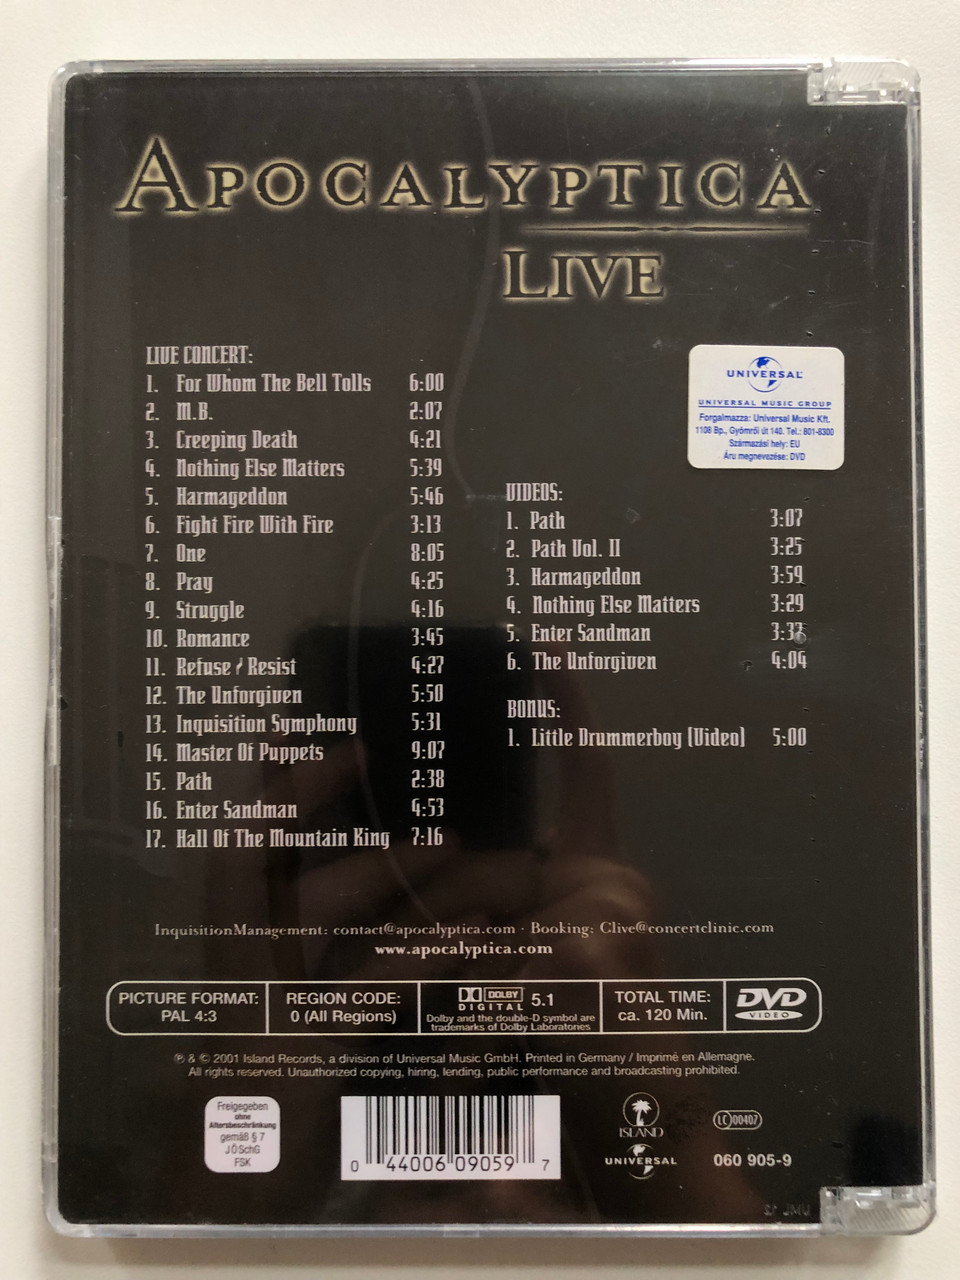 APOCALYPTICA
LIVE
LIVE CONCERT:
1. For Whom The Bell Tolls 6:00
2. M.B. 2:07
3. Creeping Death 4:21
4. Nothing Else Matters 5:39
5. Harmageddon 5:46
6. Fight Fire With Fire 3:13
7. One 8:05
8. Pray 4:25
9. Struggle 4:16
10. Romance 3:45
11. Refuse / Resist 4:27
12. The Unforgiven 5:50
13. Inquisition Symphony 5:31
14. Master Of Puppets 9:07
15. Path 2:38
16. Enter Sandman 4:53
17. Hall Of The Mountain King 7:16
UNIVERSAL
UNIVERSAL MUSIC GROUP
Forgalmazza: Universal Music Kft.
1108 Bp., Gyömrői út 140. Tel.: 801-8300
Származási hely: EU
Áru megnevezése: DVD
VIDEOS:
1. Path 3:07
2. Path Vol. II 3:25
3. Harmageddon 3:59
4. Nothing Else Matters 3:29
5. Enter Sandman
6. The Unforgiven 4:04
BONUS:
1. Little Drummerboy (Video) 5:00
InquisitionManagement: contact@apocalyptica.com · Booking: Clive@concertclinic.com
www.apocalyptica.com
PICTURE FORMAT:
PAL 4:3
REGION CODE:
0 (All Regions)
DOLBY
DIGITAL 5.1
Dolby and the double-D symbol are
trademarks of Dolby Laboratories
TOTAL TIME:
ca. 120 Min.
DVD
VIDEO
℗ & © 2001 Island Records, a division of Universal Music GmbH. Printed in Germany / Imprimé en Allemagne.
All rights reserved. Unauthorized copying, hiring, lending, public performance and broadcasting prohibited.
Freigegeben
ohne
Altersbeschränkung
gemäß § 7
JÖSchG
FSK
0 44006 09059 7
ISLAND
UNIVERSAL
LC 00407
060 905-9